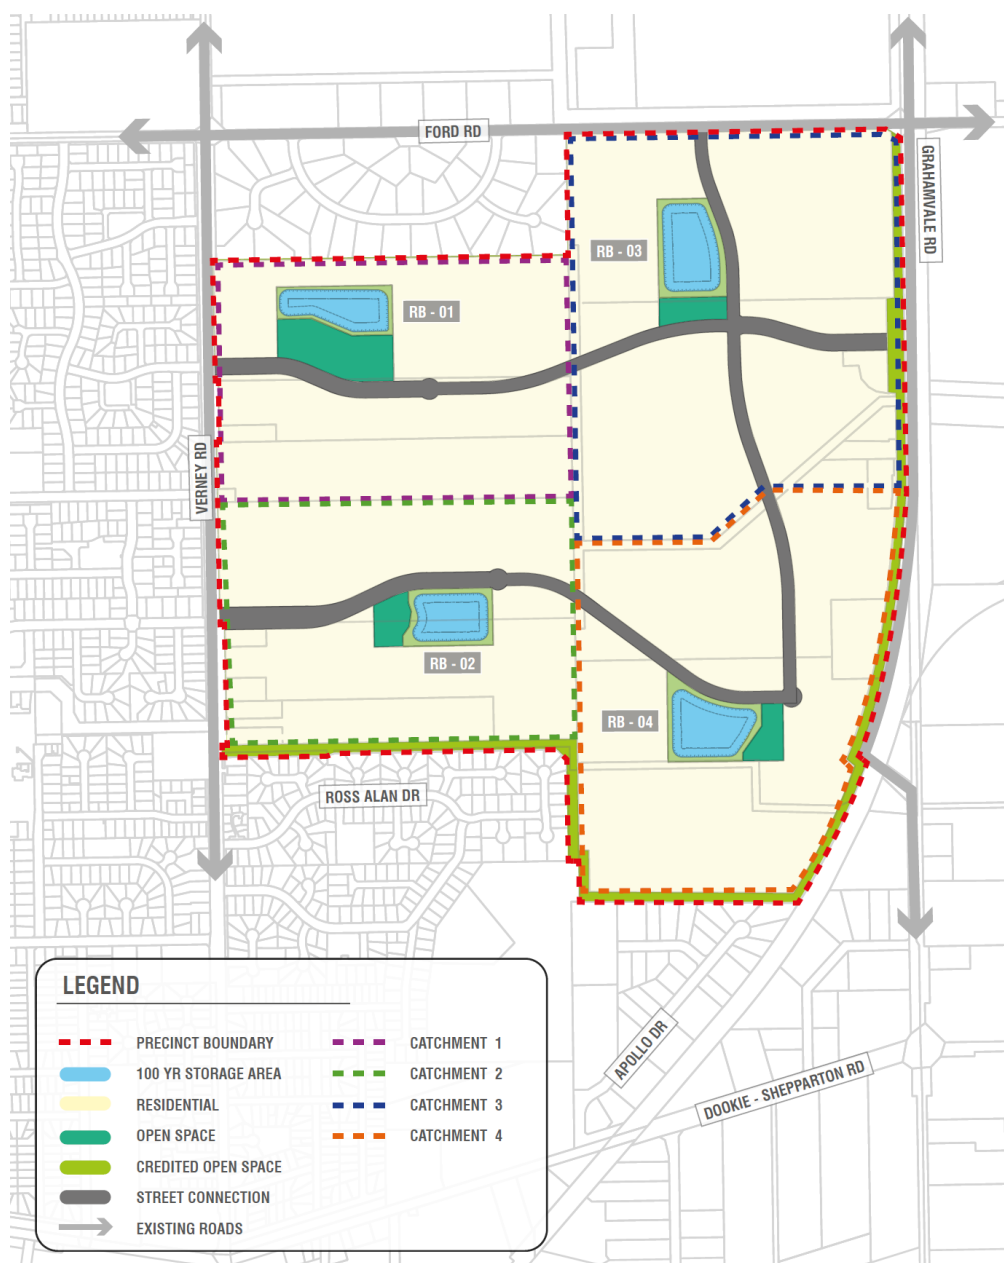 FORD RD
GRAHAMVALE RD
RB - 03
RB - 01
VERNEY RD
RB - 02
RB - 04
ROSS ALAN DR
APOLLO DR
DOOKIE - SHEPPARTON RD
LEGEND
PRECINCT BOUNDARY
100 YR STORAGE AREA
RESIDENTIAL
OPEN SPACE
CREDITED OPEN SPACE
STREET CONNECTION
EXISTING ROADS
CATCHMENT 1
CATCHMENT 2
CATCHMENT 3
CATCHMENT 4